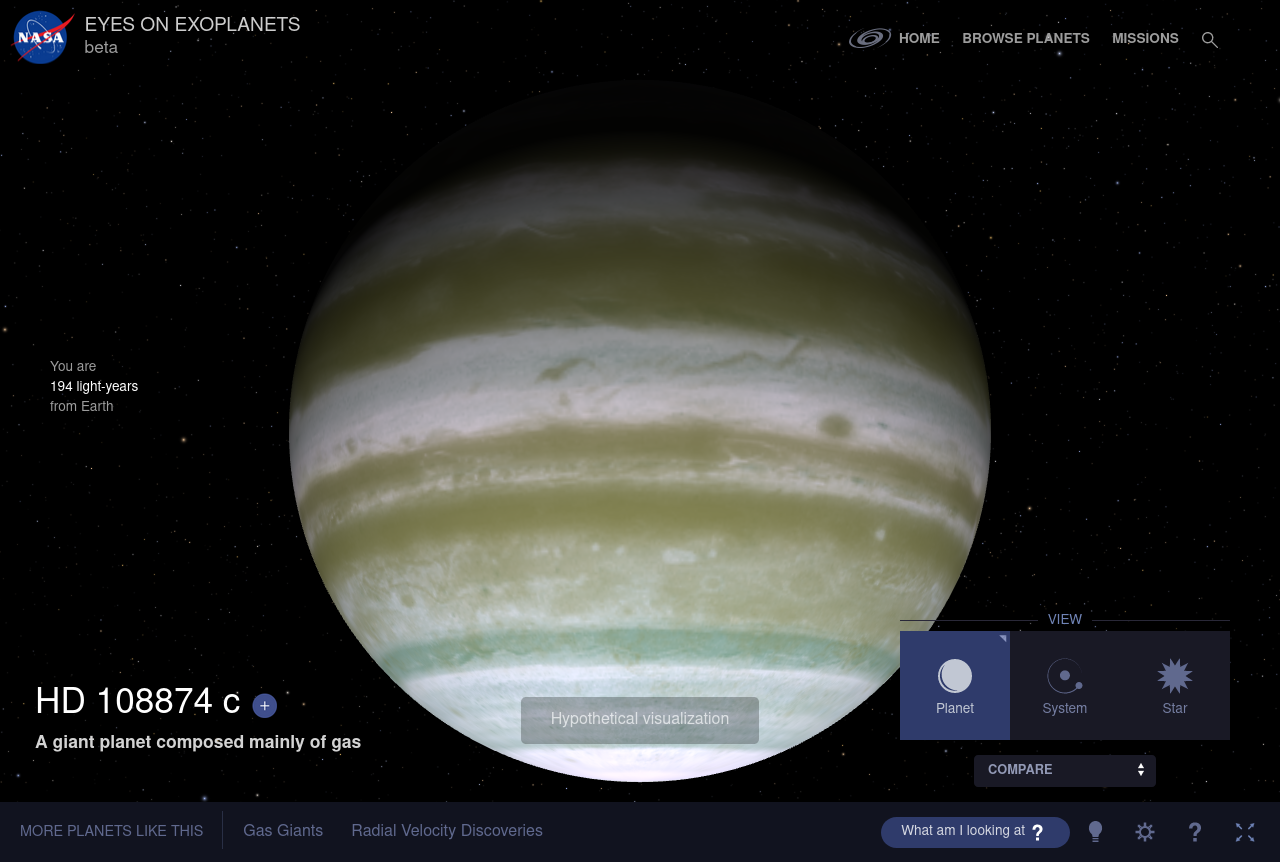 NASA
EYES ON EXOPLANETS
beta
HOME
BROWSE PLANETS
MISSIONS
You are
194 light-years
from Earth
HD 108874 c +
A giant planet composed mainly of gas
Hypothetical visualization
VIEW
Planet
System
Star
COMPARE
MORE PLANETS LIKE THIS
Gas Giants
Radial Velocity Discoveries
What am I looking at ?
?